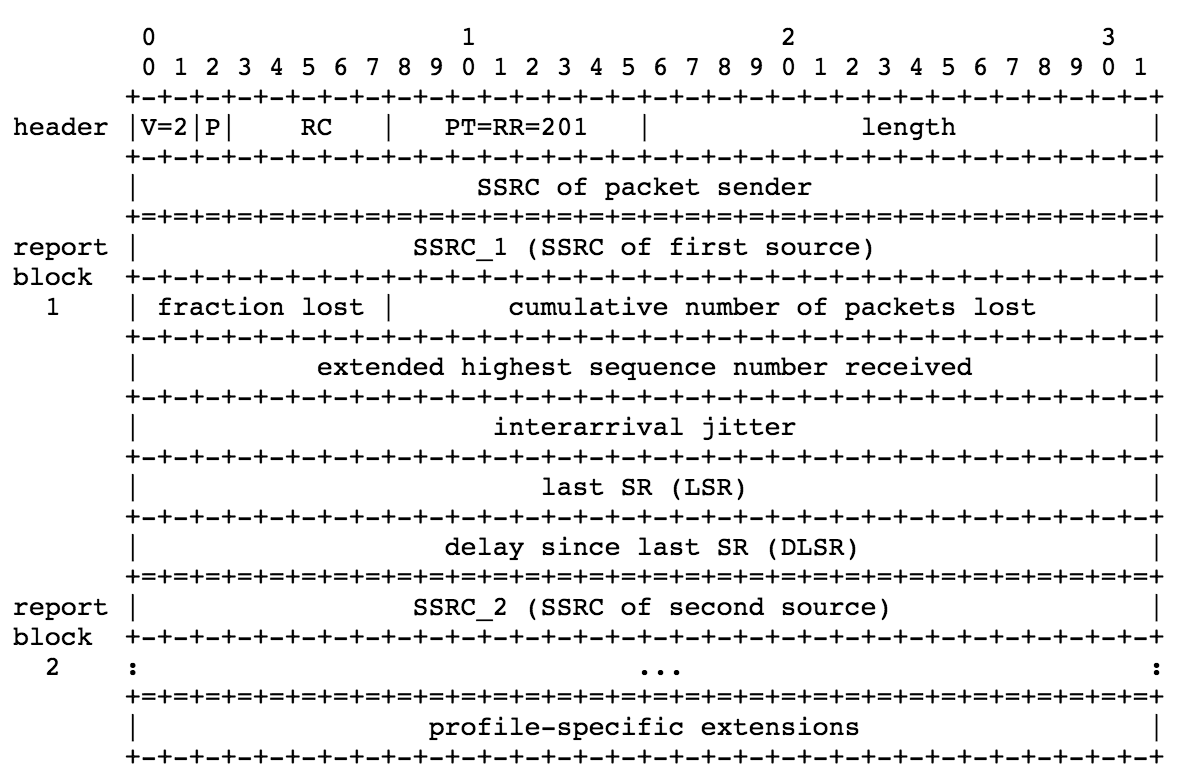 0                   1                   2                   3
        0 1 2 3 4 5 6 7 8 9 0 1 2 3 4 5 6 7 8 9 0 1 2 3 4 5 6 7 8 9 0 1
       +-+-+-+-+-+-+-+-+-+-+-+-+-+-+-+-+-+-+-+-+-+-+-+-+-+-+-+-+-+-+-+-+
header |V=2|P|    RC   |   PT=RR=201   |             length            |
       +-+-+-+-+-+-+-+-+-+-+-+-+-+-+-+-+-+-+-+-+-+-+-+-+-+-+-+-+-+-+-+-+
       |                     SSRC of packet sender                     |
       +=+=+=+=+=+=+=+=+=+=+=+=+=+=+=+=+=+=+=+=+=+=+=+=+=+=+=+=+=+=+=+=+
report |                 SSRC_1 (SSRC of first source)                 |
block  +-+-+-+-+-+-+-+-+-+-+-+-+-+-+-+-+-+-+-+-+-+-+-+-+-+-+-+-+-+-+-+-+
  1    | fraction lost |       cumulative number of packets lost       |
       +-+-+-+-+-+-+-+-+-+-+-+-+-+-+-+-+-+-+-+-+-+-+-+-+-+-+-+-+-+-+-+-+
       |           extended highest sequence number received           |
       +-+-+-+-+-+-+-+-+-+-+-+-+-+-+-+-+-+-+-+-+-+-+-+-+-+-+-+-+-+-+-+-+
       |                      interarrival jitter                      |
       +-+-+-+-+-+-+-+-+-+-+-+-+-+-+-+-+-+-+-+-+-+-+-+-+-+-+-+-+-+-+-+-+
       |                         last SR (LSR)                         |
       +-+-+-+-+-+-+-+-+-+-+-+-+-+-+-+-+-+-+-+-+-+-+-+-+-+-+-+-+-+-+-+-+
       |                   delay since last SR (DLSR)                  |
       +=+=+=+=+=+=+=+=+=+=+=+=+=+=+=+=+=+=+=+=+=+=+=+=+=+=+=+=+=+=+=+=+
report |                 SSRC_2 (SSRC of second source)                |
block  +-+-+-+-+-+-+-+-+-+-+-+-+-+-+-+-+-+-+-+-+-+-+-+-+-+-+-+-+-+-+-+-+
  2    :                               ...                             :
       +=+=+=+=+=+=+=+=+=+=+=+=+=+=+=+=+=+=+=+=+=+=+=+=+=+=+=+=+=+=+=+=+
       |                  profile-specific extensions                  |
       +-+-+-+-+-+-+-+-+-+-+-+-+-+-+-+-+-+-+-+-+-+-+-+-+-+-+-+-+-+-+-+-+